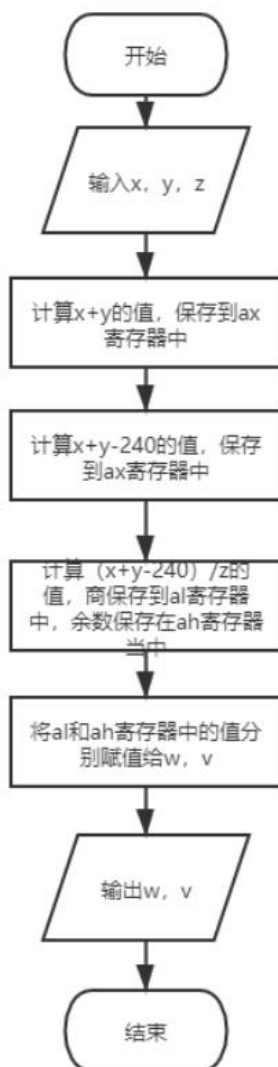 开始
输入x，y，z
计算x+y的值，保存到ax
寄存器中
计算x+y-240的值，保存
到ax寄存器中
计算（x+y-240）/z的
值，商保存到al寄存器
中，余数保存在ah寄存器
当中
将al和ah寄存器中的值分
别赋值给w，v
输出w，v
结束